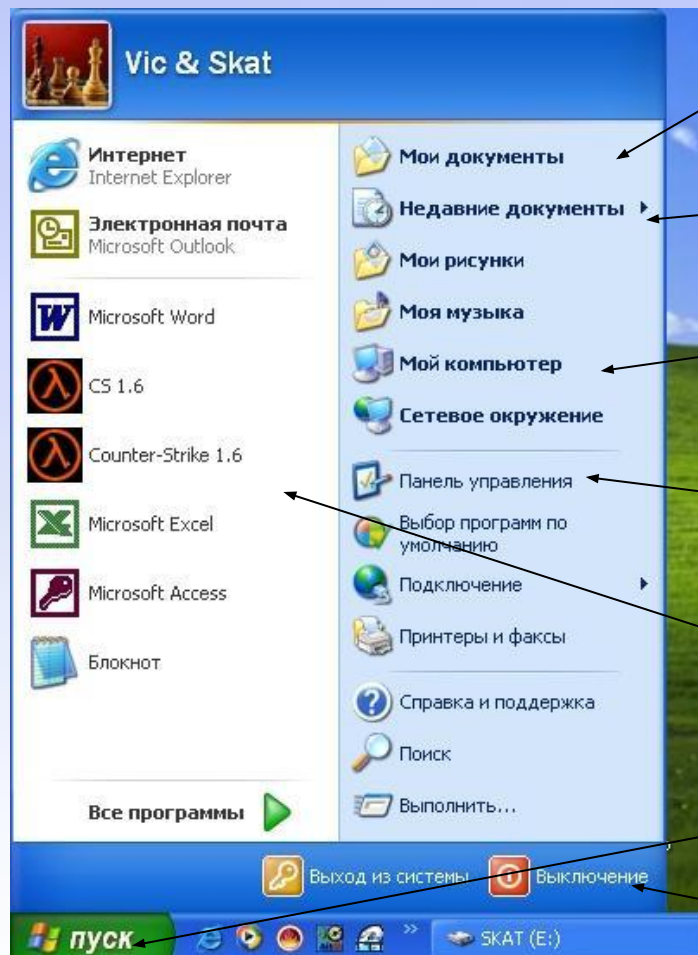 Vic & Skat
Интернет
Internet Explorer
Электронная почта
Microsoft Outlook
Microsoft Word
CS 1.6
Counter-Strike 1.6
Microsoft Excel
Microsoft Access
Блокнот
Все программы
Мои документы
Недавние документы
Мои рисунки
Моя музыка
Мой компьютер
Сетевое окружение
Панель управления
Выбор программ по
умолчанию
Подключение
Принтеры и факсы
Справка и поддержка
Поиск
Выполнить...
Выход из системы
Выключение
пуск
SKAT (E:)